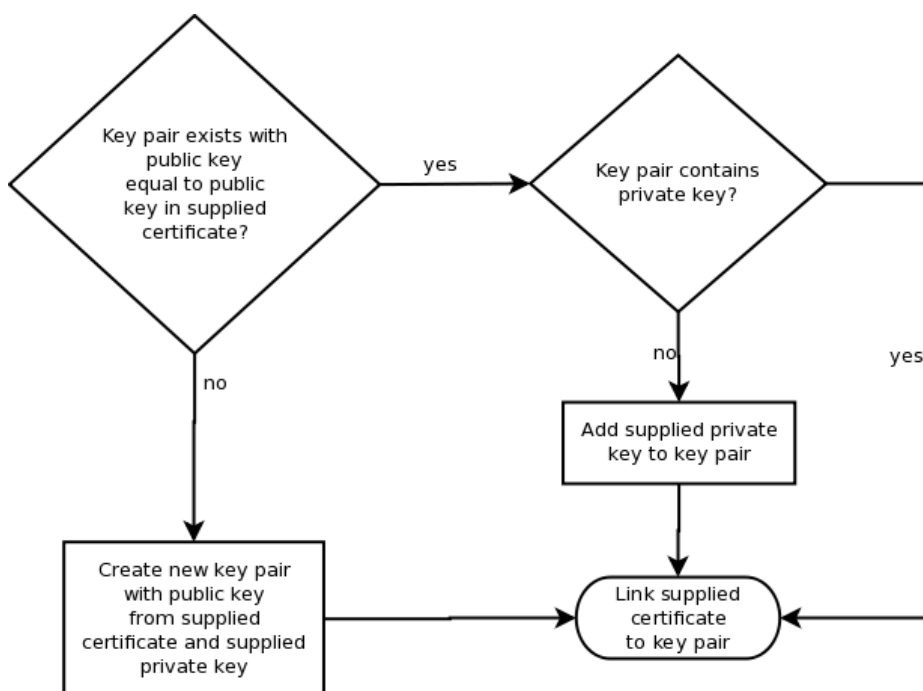 Key pair exists with
public key
equal to public
key in supplied
certificate?
yes
Key pair contains
private key?
no
yes
no
Add supplied private
key to key pair
Create new key pair
with public key
from supplied
certificate and supplied
private key
Link supplied
certificate
to key pair